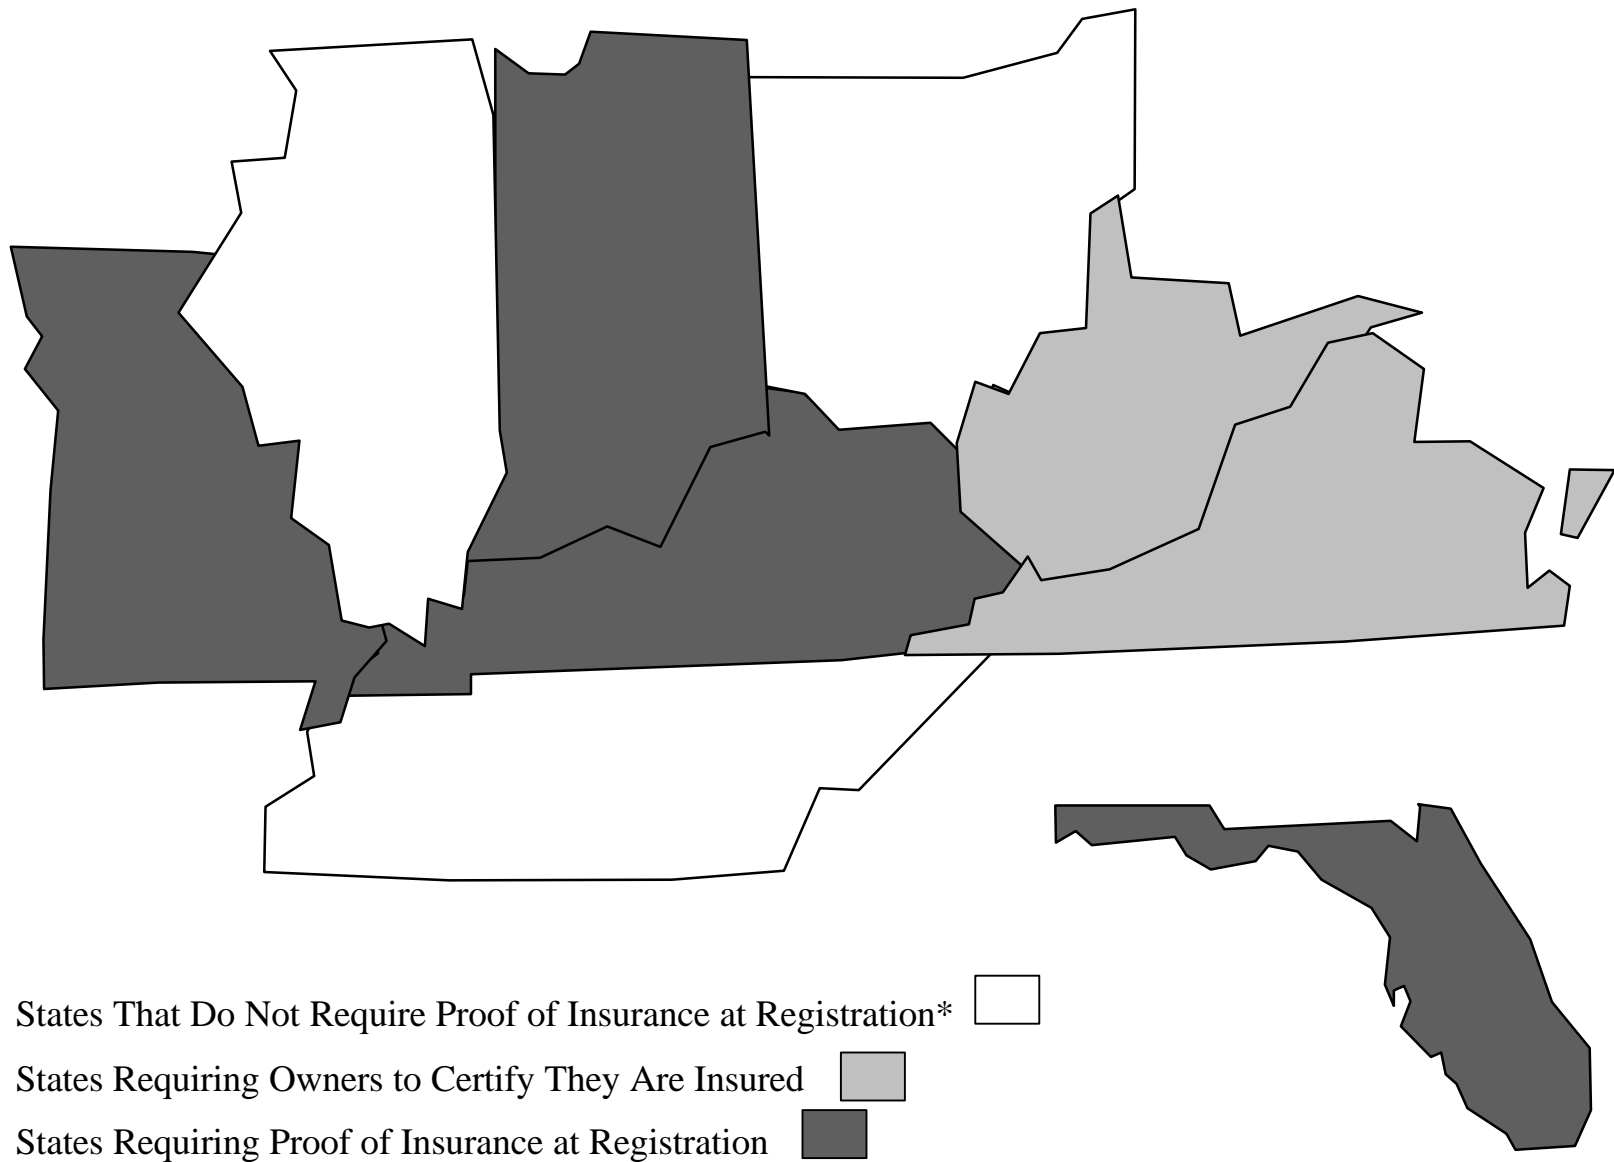 States That Do Not Require Proof of Insurance at Registration*
States Requiring Owners to Certify They Are Insured
States Requiring Proof of Insurance at Registration